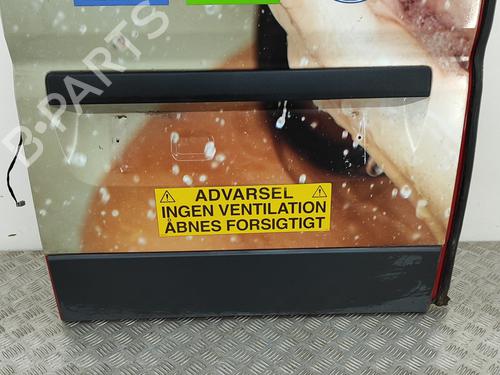 B-PARTS
ADVARSEL
INGEN VENTILATION
ÅBNES FORSIGTIGT